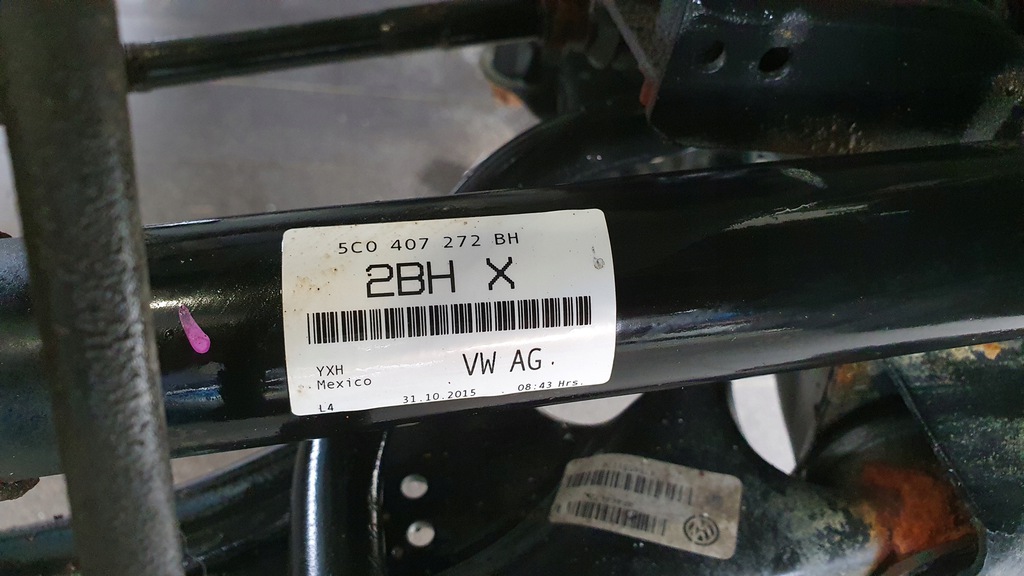 5C0 407 272 BH
2BH X
YXH
VW AG.
Mexico
L4
31.10.2015
08:43 Hrs.